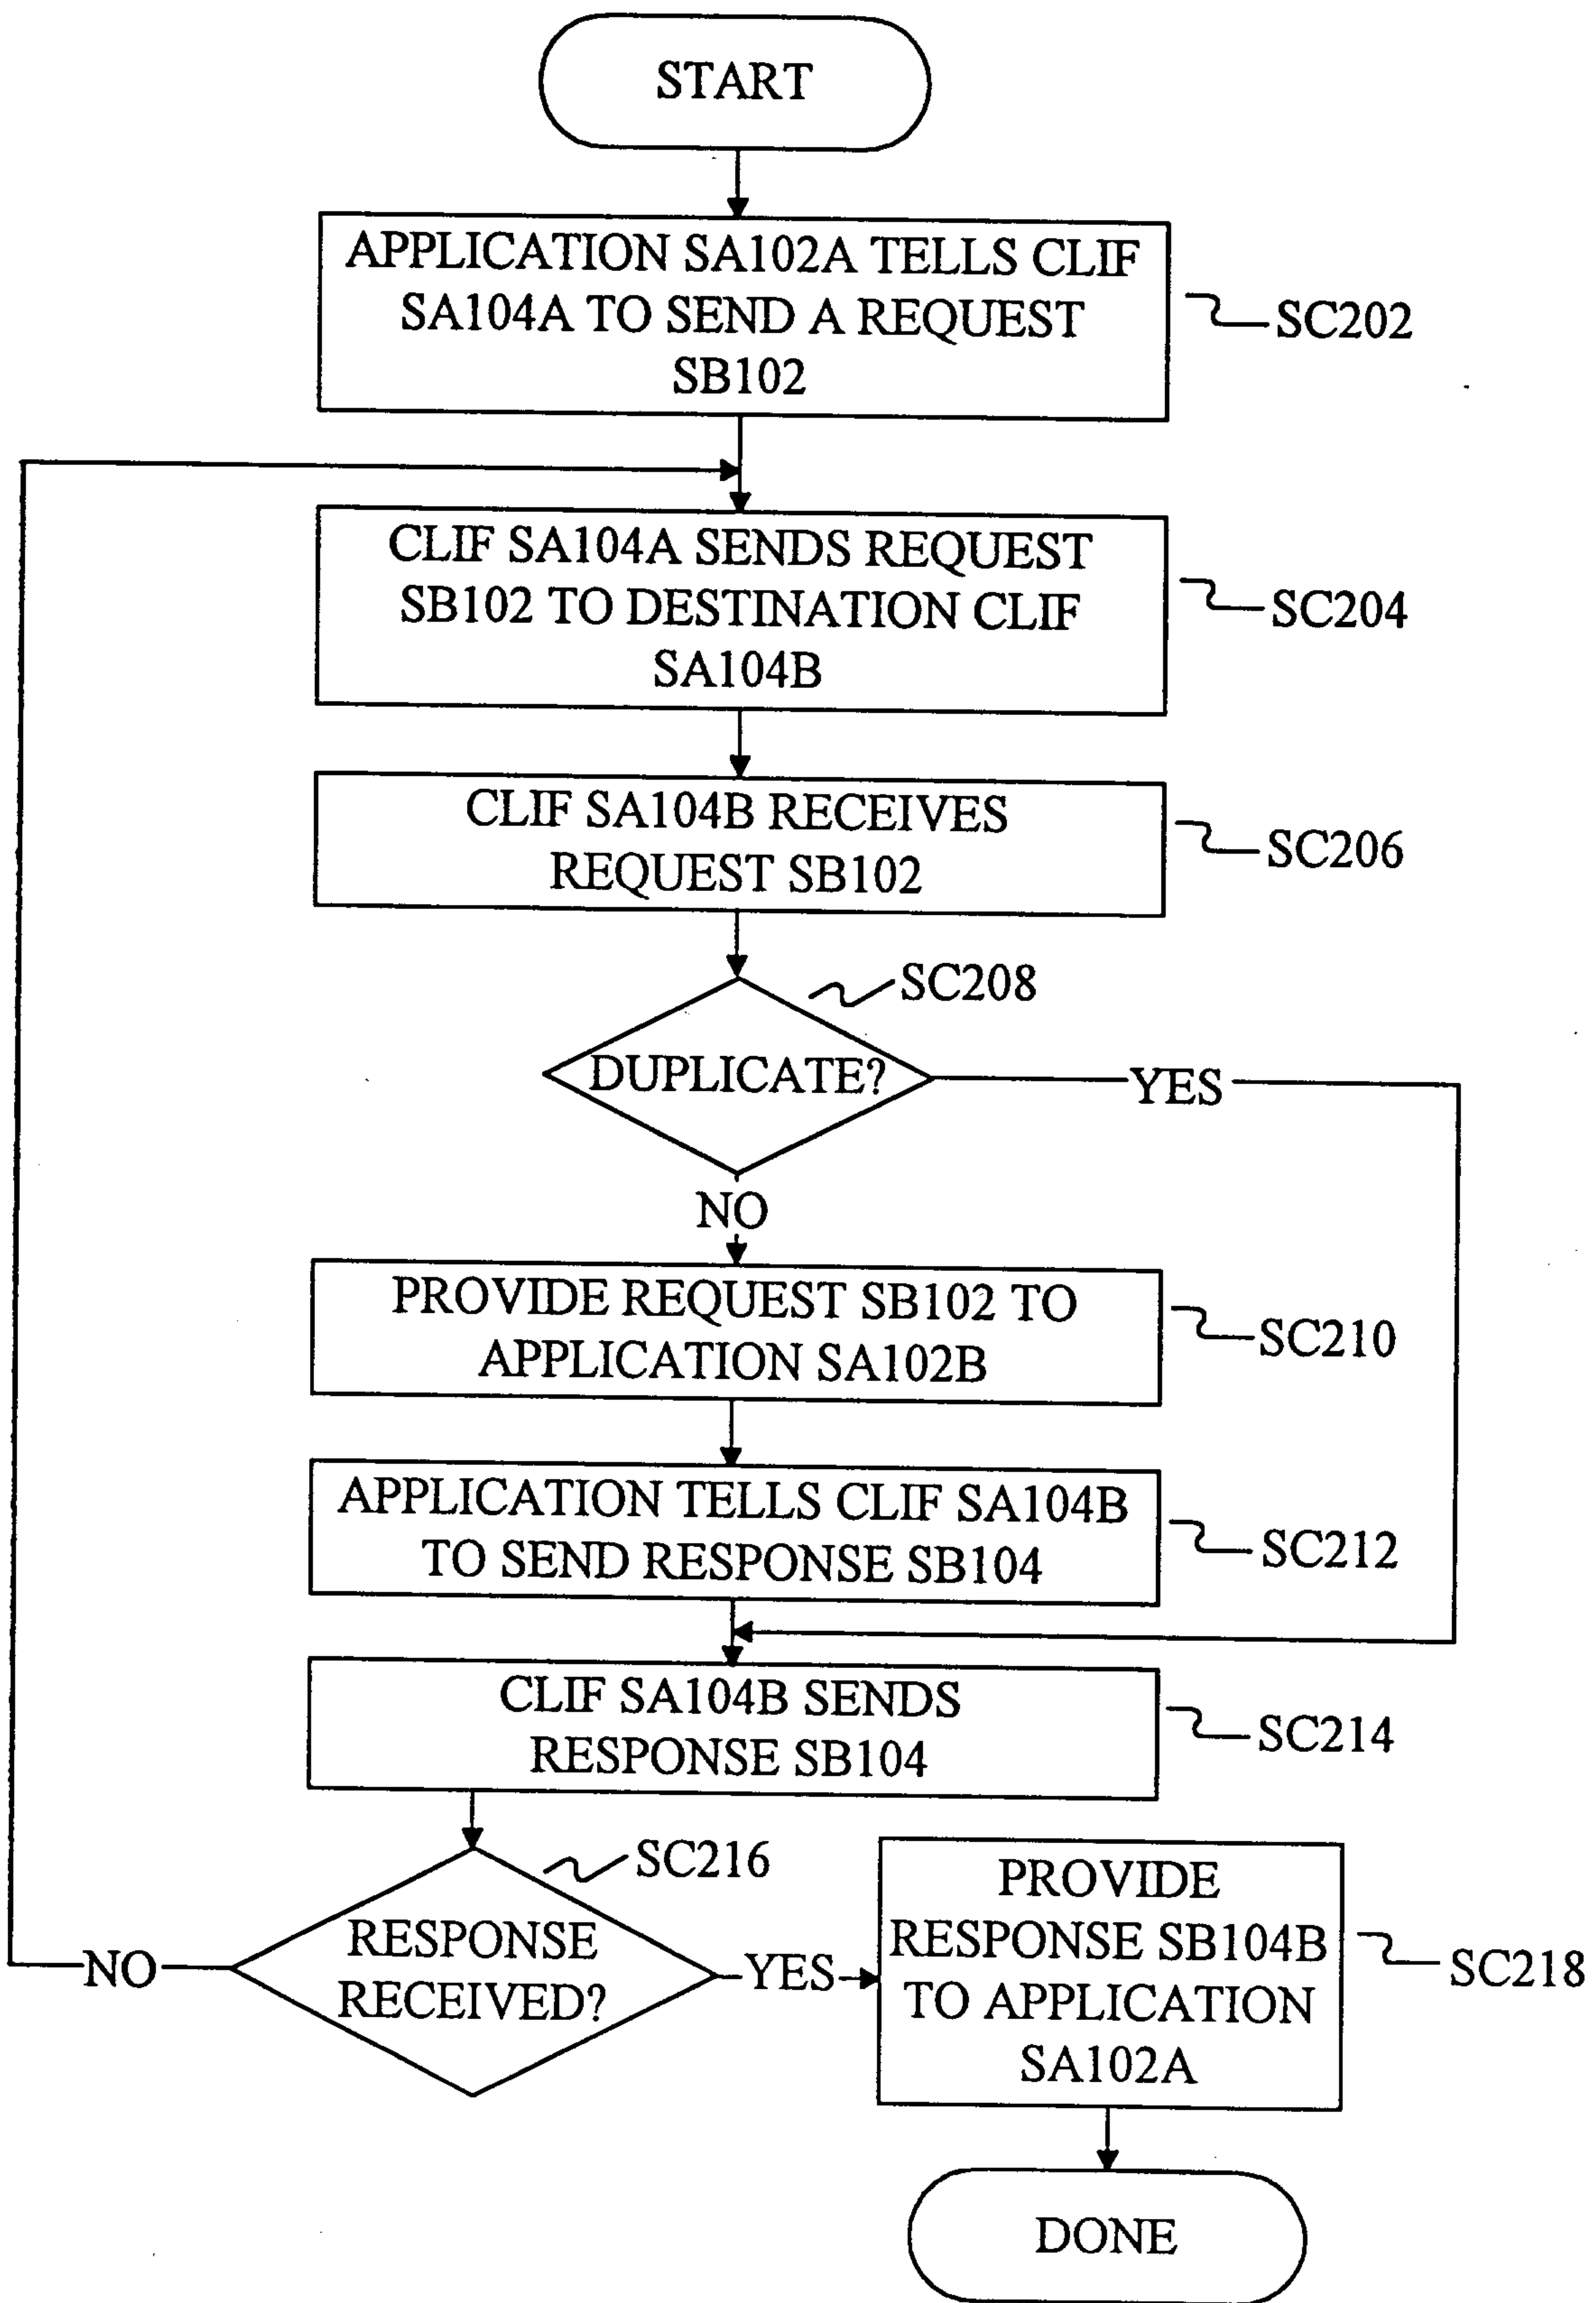 START
APPLICATION SA102A TELLS CLIF
SA104A TO SEND A REQUEST
SB102
SC202
CLIF SA104A SENDS REQUEST
SB102 TO DESTINATION CLIF
SA104B
SC204
CLIF SA104B RECEIVES
REQUEST SB102
SC206
SC208
DUPLICATE?
YES
NO
PROVIDE REQUEST SB102 TO
APPLICATION SA102B
SC210
APPLICATION TELLS CLIF SA104B
TO SEND RESPONSE SB104
SC212
CLIF SA104B SENDS
RESPONSE SB104
SC214
SC216
RESPONSE
RECEIVED?
NO
YES
PROVIDE
RESPONSE SB104B
TO APPLICATION
SA102A
SC218
DONE